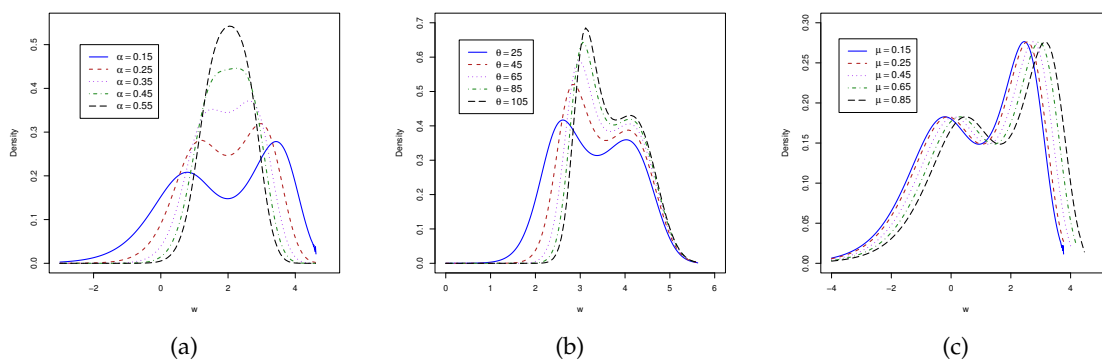 α = 0.15
α = 0.25
α = 0.35
α = 0.45
α = 0.55
Density
0.0 0.1 0.2 0.3 0.4 0.5
−2 0 2 4
w
(a)
θ = 25
θ = 45
θ = 65
θ = 85
θ = 105
Density
0.0 0.1 0.2 0.3 0.4 0.5 0.6 0.7
0 1 2 3 4 5 6
w
(b)
μ = 0.15
μ = 0.25
μ = 0.45
μ = 0.65
μ = 0.85
Density
0.00 0.05 0.10 0.15 0.20 0.25 0.30
−4 −2 0 2 4
w
(c)